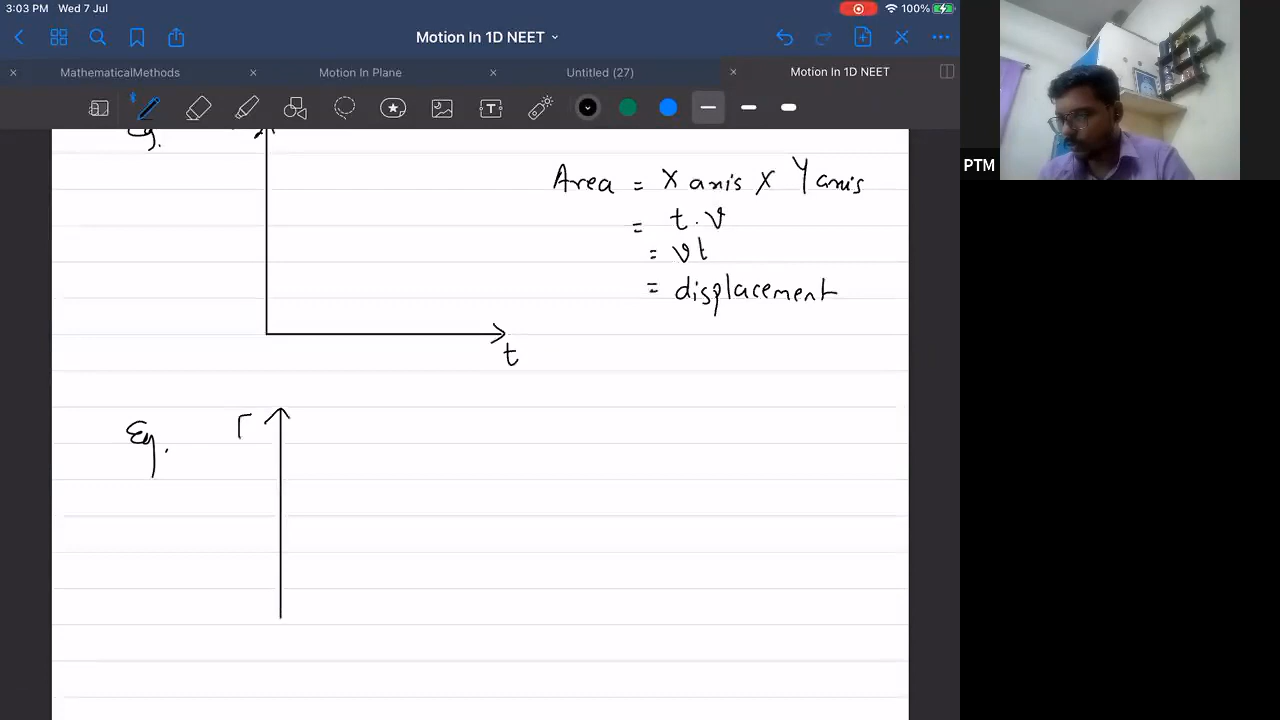 3:03 PM Wed 7 Jul 100%
Motion In 1D NEET
MathematicalMethods Motion In Plane Untitled (27) Motion In 1D NEET
Eg.
Area = X axis X Y axis
= t . v
= vt
= displacement
t
Eg.
PTM